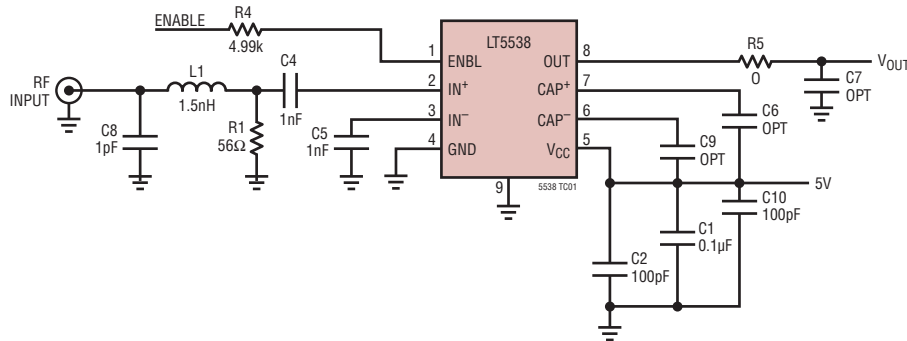 ENABLE
R4
4.99k
RF
INPUT
L1
1.5nH
C4
1nF
C8
1pF
R1
56Ω
C5
1nF
LT5538
1
ENBL
2
IN+
3
IN−
4
GND
9
OUT
8
CAP+
7
CAP−
6
VCC
5
5538 TC01
R5
0
VOUT
C7
OPT
C6
OPT
C9
OPT
5V
C10
100pF
C1
0.1µF
C2
100pF